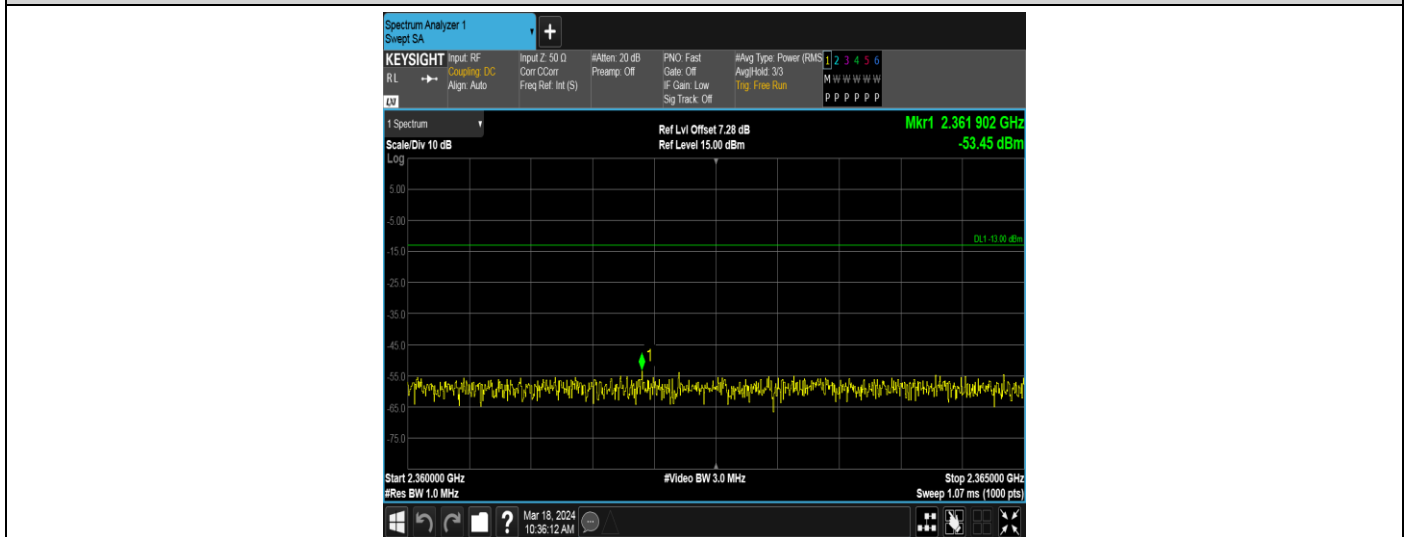 Spectrum Analyzer 1
Swept SA
+
KEYSIGHT
RL
Input: RF
Coupling: DC
Align: Auto
Input Z: 50 Ω
Corr CCorr
Freq Ref: Int (S)
#Atten: 20 dB
Preamp: Off
PNO: Fast
Gate: Off
IF Gain: Low
Sig Track: Off
#Avg Type: Power (RMS
Avg|Hold: 3/3
Trig: Free Run
1 2 3 4 5 6
M W W W W W
P P P P P P
LXI
1 Spectrum
Scale/Div 10 dB
Log
Ref Lvl Offset 7.28 dB
Ref Level 15.00 dBm
Mkr1 2.361 902 GHz
-53.45 dBm
5.00
-5.00
DL1 -13.00 dBm
-15.0
-25.0
-35.0
-45.0
1
-55.0
-65.0
-75.0
Start 2.360000 GHz
#Res BW 1.0 MHz
#Video BW 3.0 MHz
Stop 2.365000 GHz
Sweep 1.07 ms (1000 pts)
?
Mar 18, 2024
10:36:12 AM